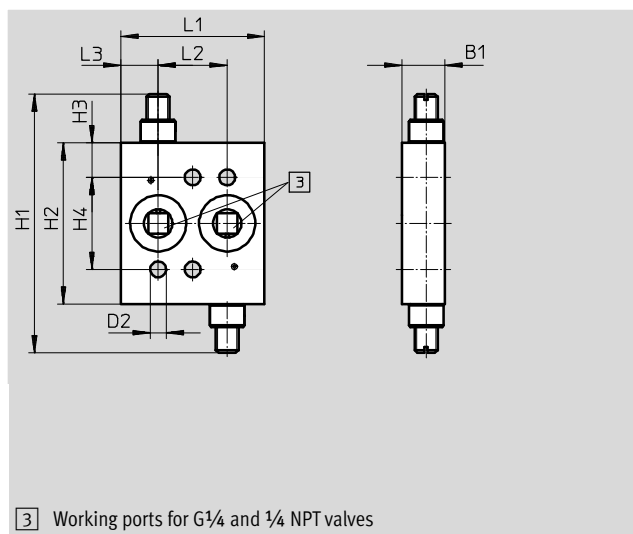 L1
L3
L2
B1
H3
H1
H2
H4
3
D2
3 Working ports for G1/4 and 1/4 NPT valves